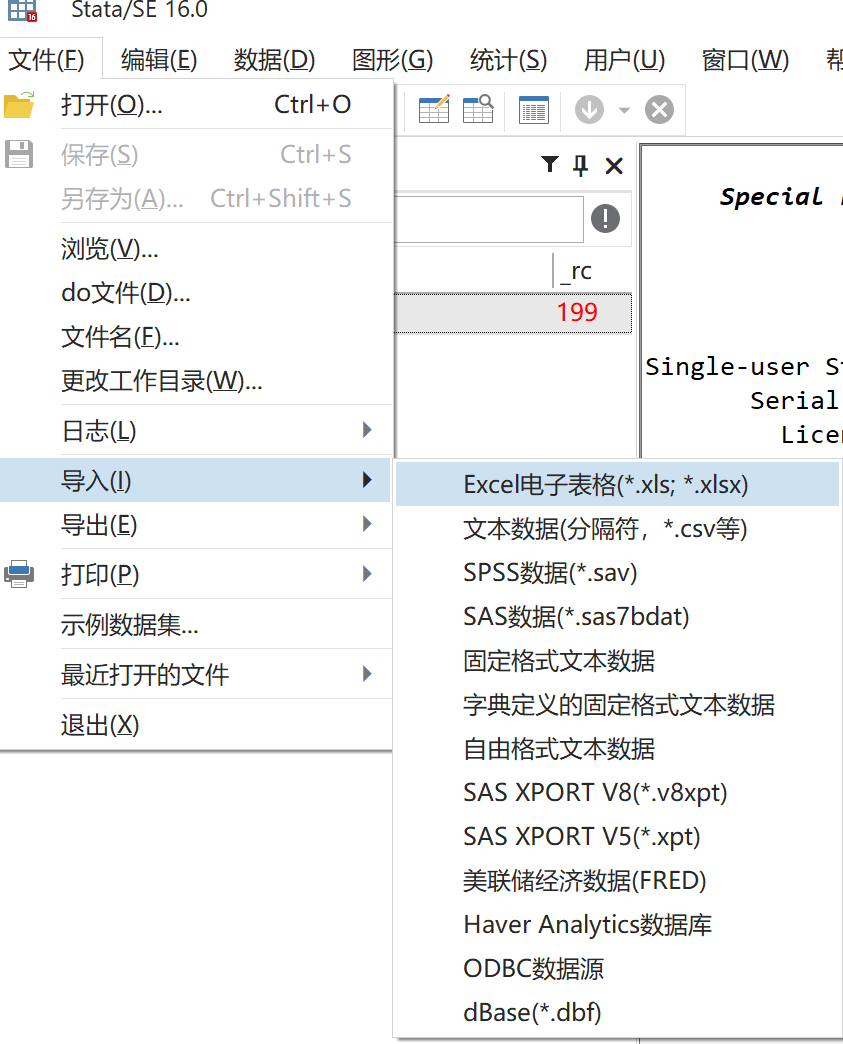 Stata/SE 16.0
文件(F) 编辑(E) 数据(D) 图形(G) 统计(S) 用户(U) 窗口(W)
打开(O)... Ctrl+O
保存(S) Ctrl+S
另存为(A)... Ctrl+Shift+S
Special
浏览(V)...
_rc
do文件(D)...
199
文件名(F)...
Single-user
更改工作目录(W)...
Serial
日志(L)
导入(I)
Excel电子表格(*.xls; *.xlsx)
导出(E)
文本数据(分隔符，*.csv等)
打印(P)
SPSS数据(*.sav)
示例数据集...
SAS数据(*.sas7bdat)
最近打开的文件
固定格式文本数据
退出(X)
字典定义的固定格式文本数据
自由格式文本数据
SAS XPORT V8(*.v8xpt)
SAS XPORT V5(*.xpt)
美联储经济数据(FRED)
Haver Analytics数据库
ODBC数据源
dBase(*.dbf)